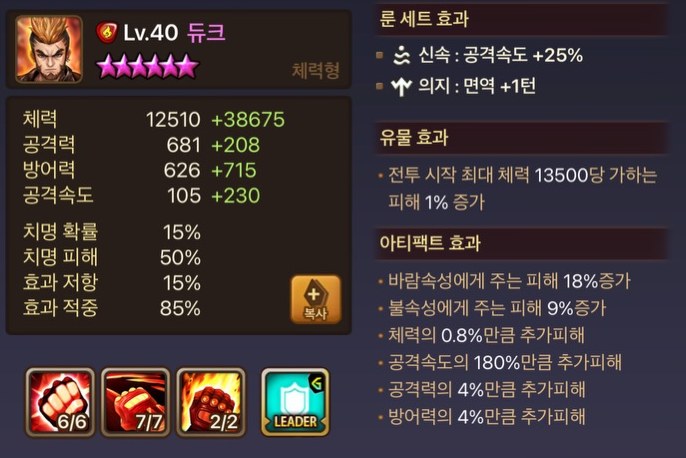 Lv.40 듀크
체력형
체력 12510 +38675
공격력 681 +208
방어력 626 +715
공격속도 105 +230
치명 확률 15%
치명 피해 50%
효과 저항 15%
효과 적중 85%
복사
6/6
7/7
2/2
G
LEADER
룬 세트 효과
신속 : 공격속도 +25%
의지 : 면역 +1턴
유물 효과
• 전투 시작 최대 체력 13500당 가하는
피해 1% 증가
아티팩트 효과
• 바람속성에게 주는 피해 18%증가
• 불속성에게 주는 피해 9%증가
• 체력의 0.8%만큼 추가피해
• 공격속도의 180%만큼 추가피해
• 공격력의 4%만큼 추가피해
• 방어력의 4%만큼 추가피해